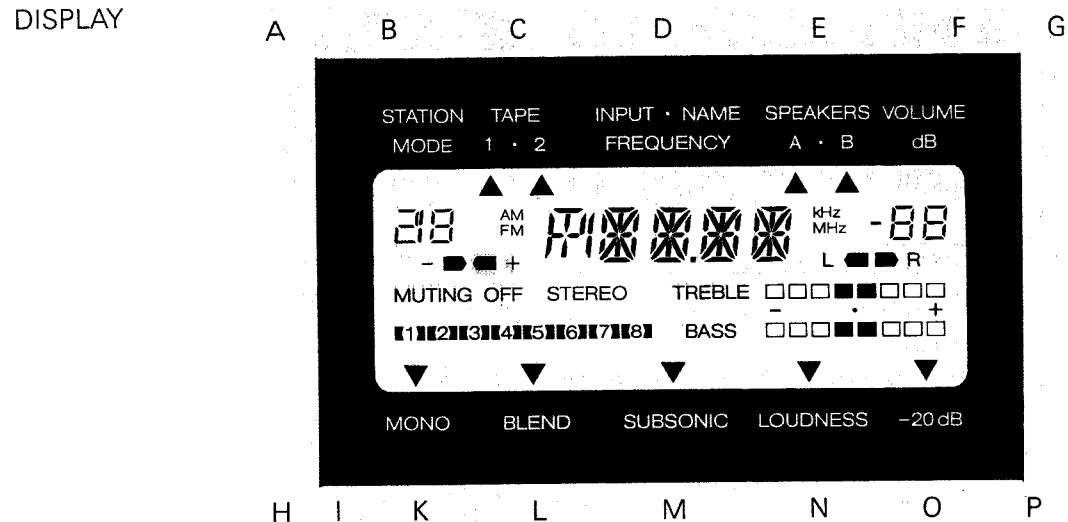 DISPLAY
A B C D E F G
STATION TAPE INPUT · NAME SPEAKERS VOLUME
MODE 1 · 2 FREQUENCY A · B dB
AM kHz
FM MHz -88
- + L R
MUTING OFF STEREO TREBLE
- · +
1 2 3 4 5 6 7 8 BASS
MONO BLEND SUBSONIC LOUDNESS -20 dB
H I K L M N O P